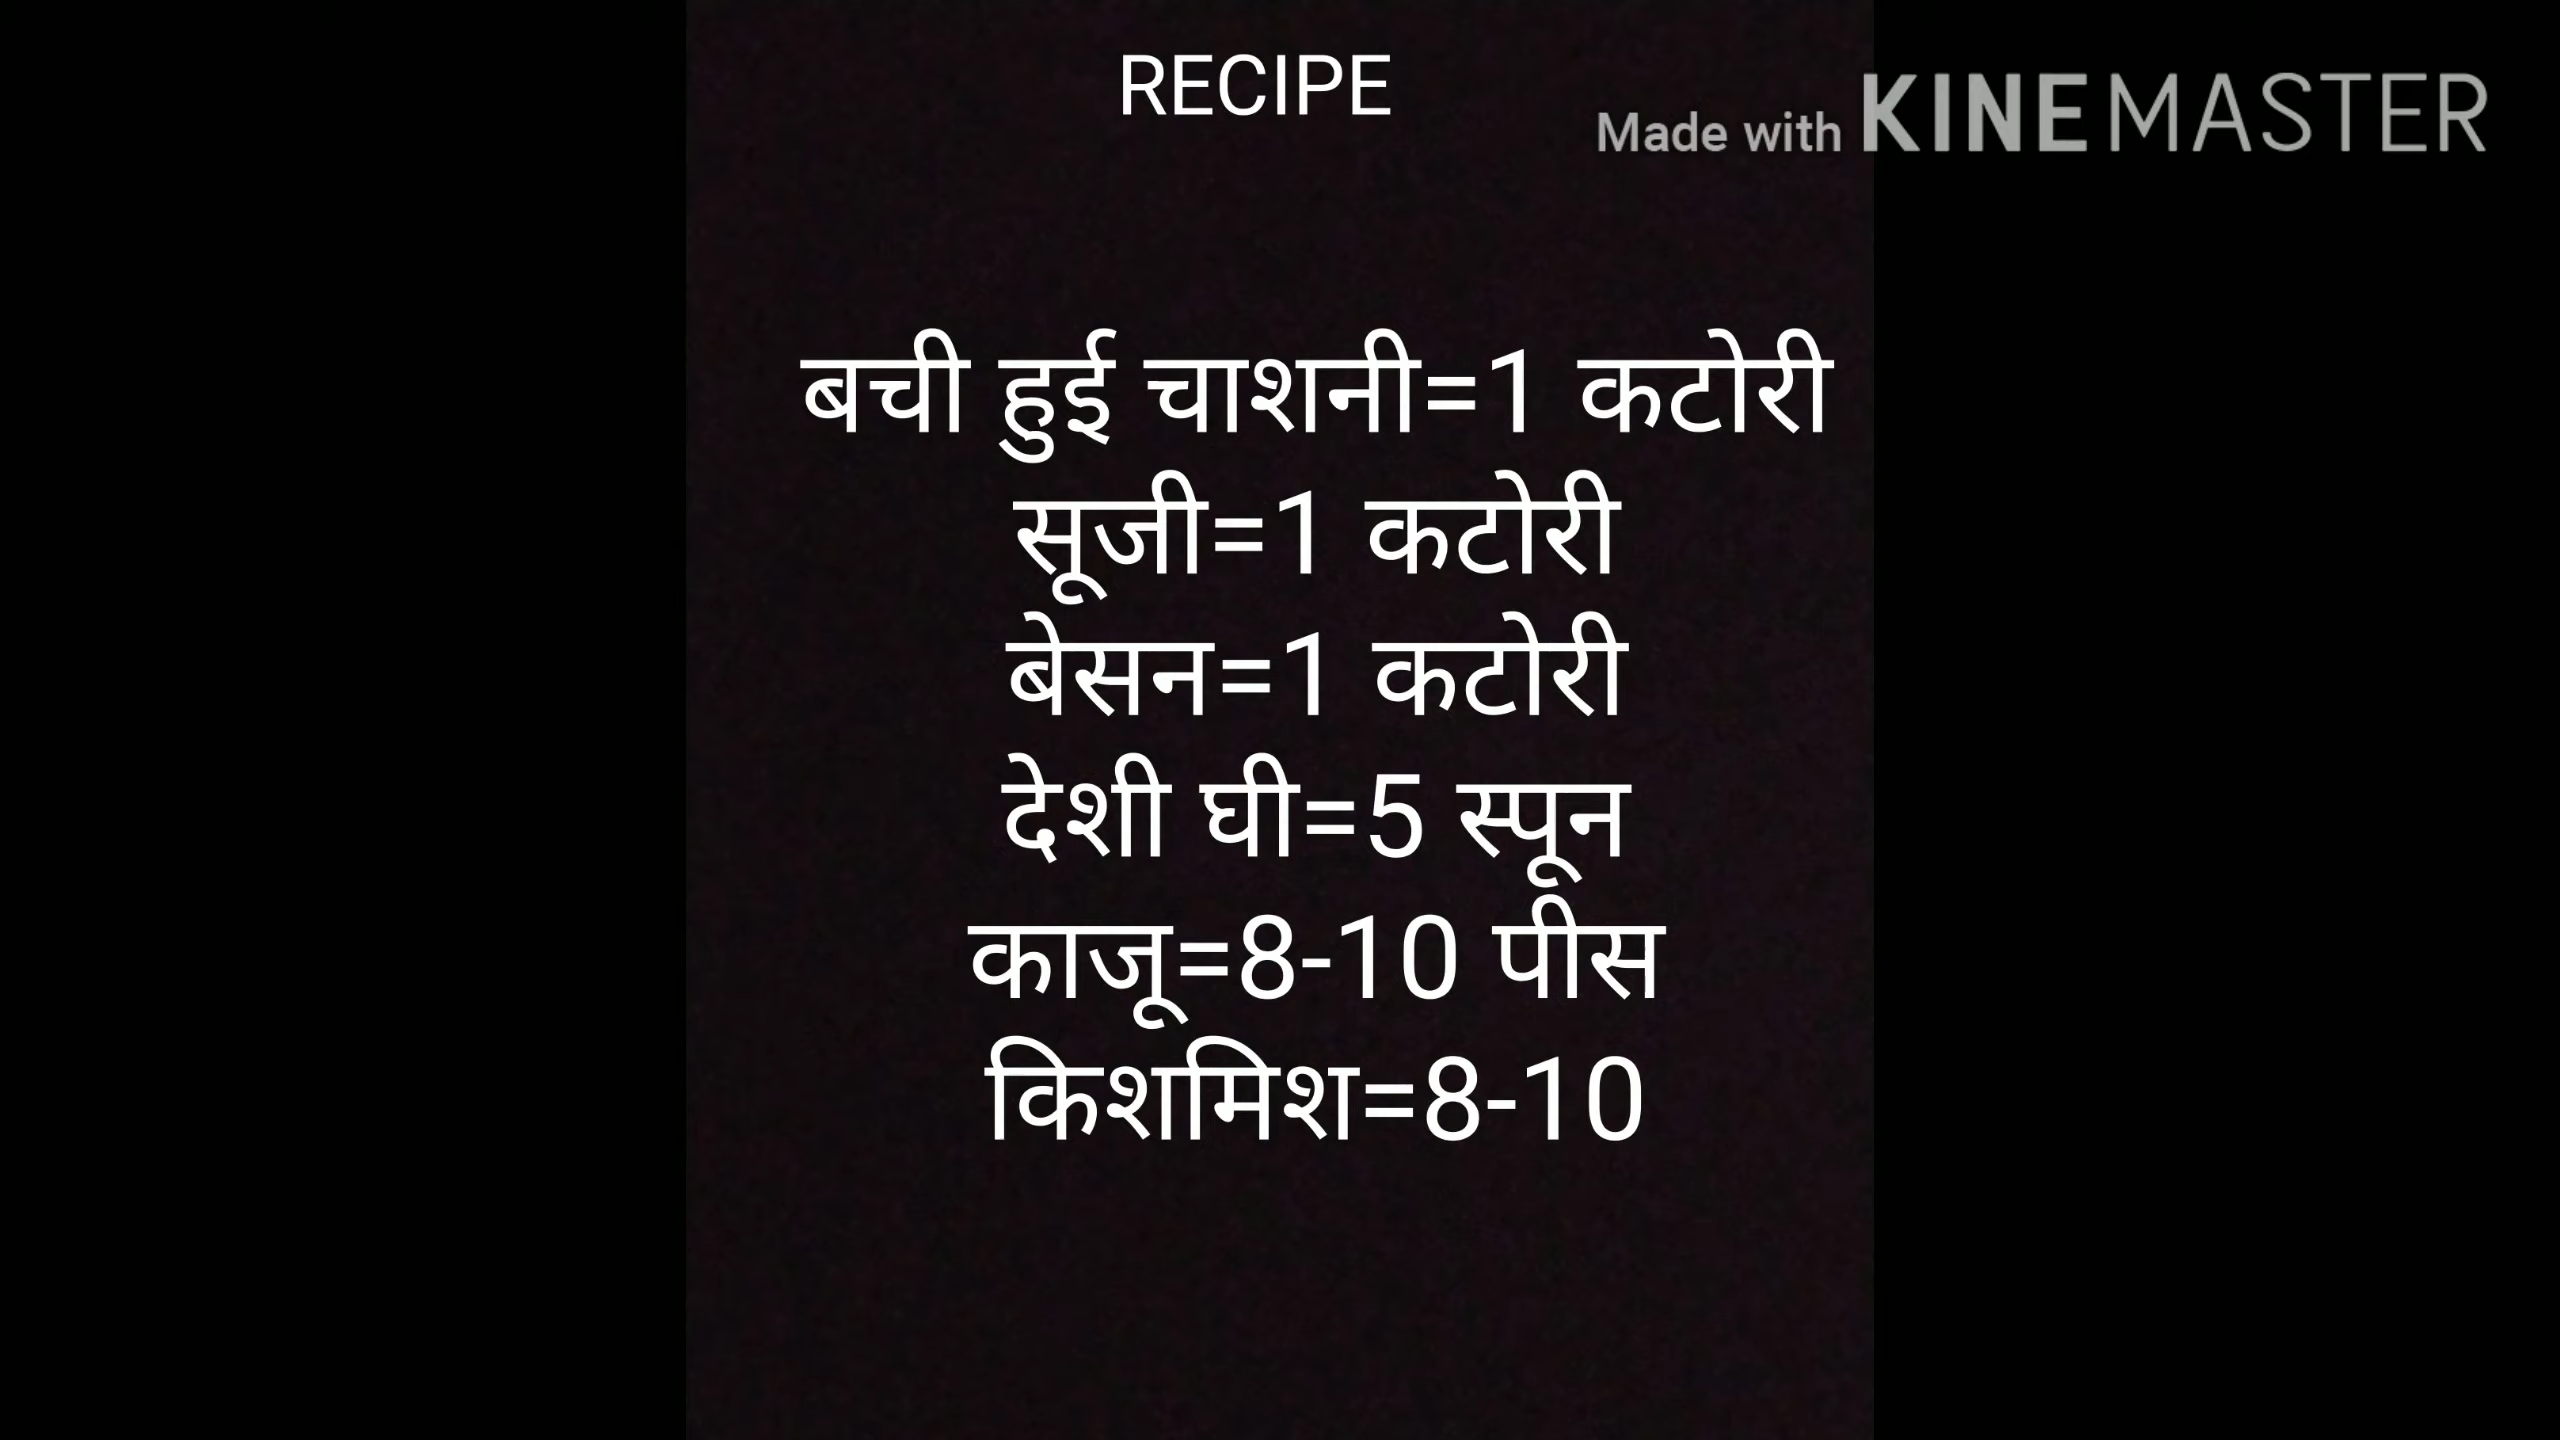 RECIPE
Made with KINEMASTER
बची हुई चाशनी=1 कटोरी
सूजी=1 कटोरी
बेसन=1 कटोरी
देशी घी=5 स्पून
काजू=8-10 पीस
किशमिश=8-10